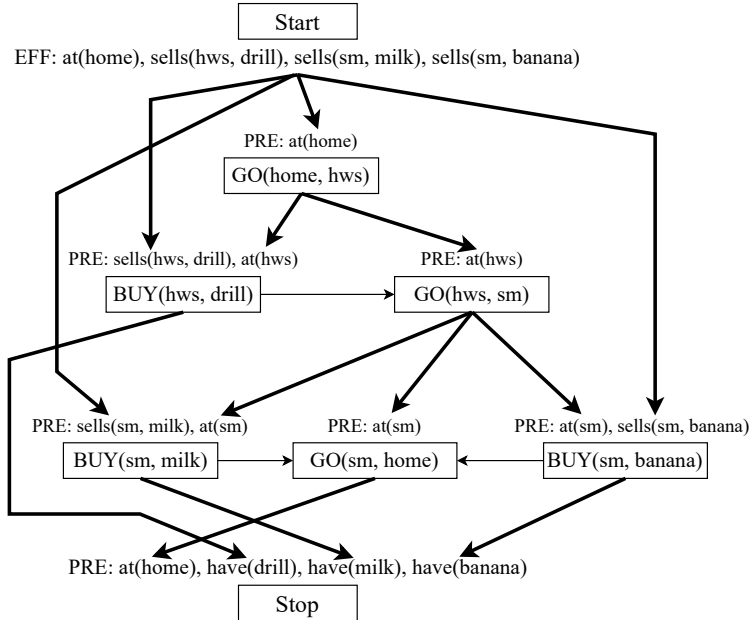 Start
EFF: at(home), sells(hws, drill), sells(sm, milk), sells(sm, banana)
PRE: at(home)
GO(home, hws)
PRE: sells(hws, drill), at(hws)
PRE: at(hws)
BUY(hws, drill)
GO(hws, sm)
PRE: sells(sm, milk), at(sm)
PRE: at(sm)
PRE: at(sm), sells(sm, banana)
BUY(sm, milk)
GO(sm, home)
BUY(sm, banana)
PRE: at(home), have(drill), have(milk), have(banana)
Stop